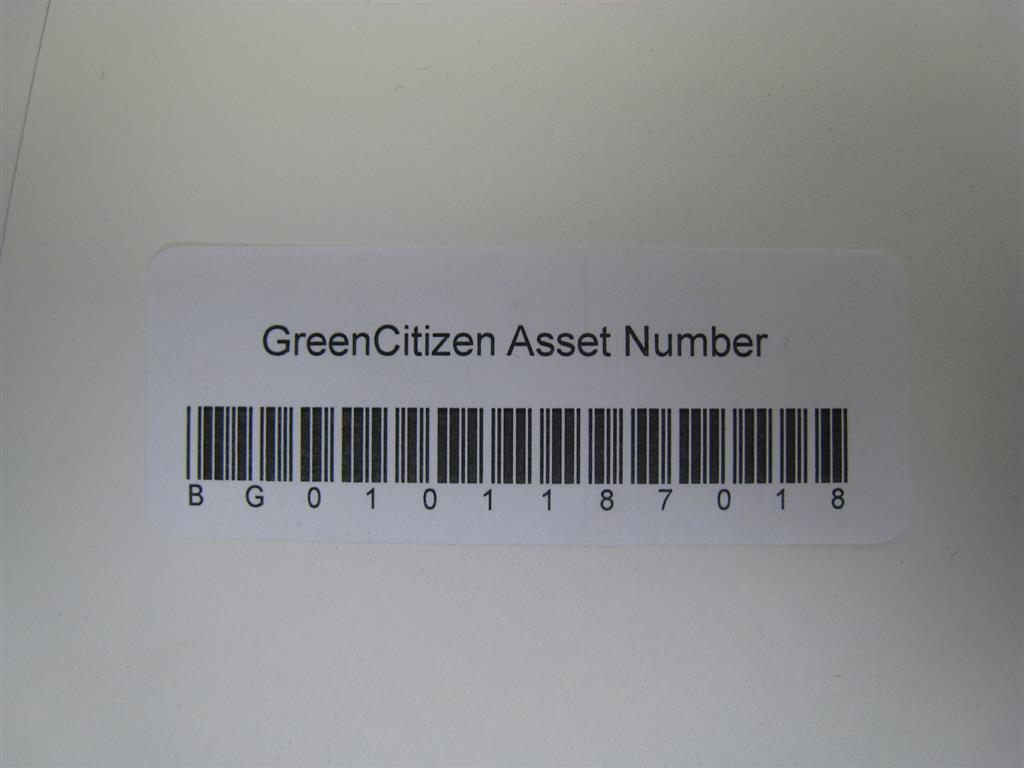 GreenCitizen Asset Number
B G 0 1 0 1 1 8 7 0 1 8